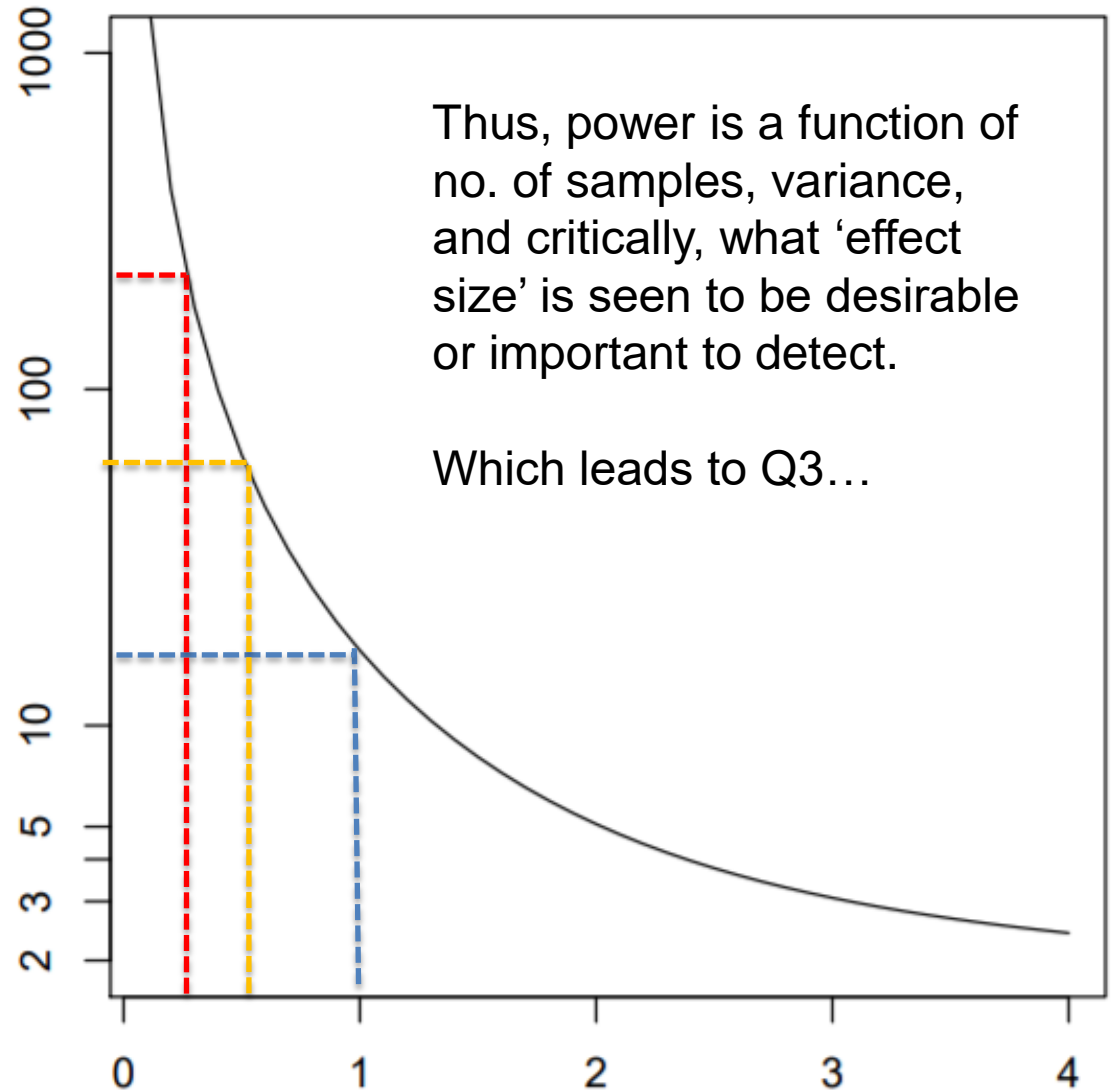 1000
Thus, power is a function of
no. of samples, variance,
and critically, what ‘effect
size’ is seen to be desirable
or important to detect.
Which leads to Q3…
100
10
5
3
2
0 1 2 3 4